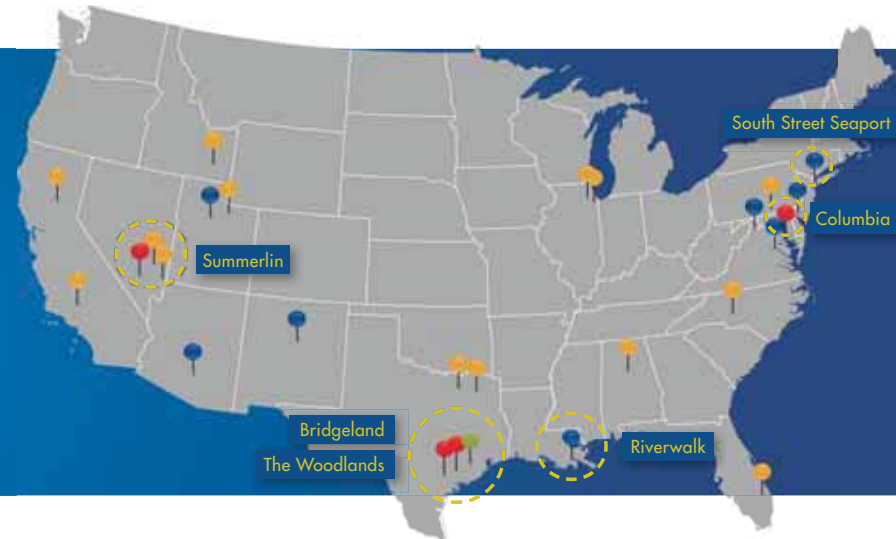 South Street Seaport
Columbia
Summerlin
Bridgeland
The Woodlands
Riverwalk